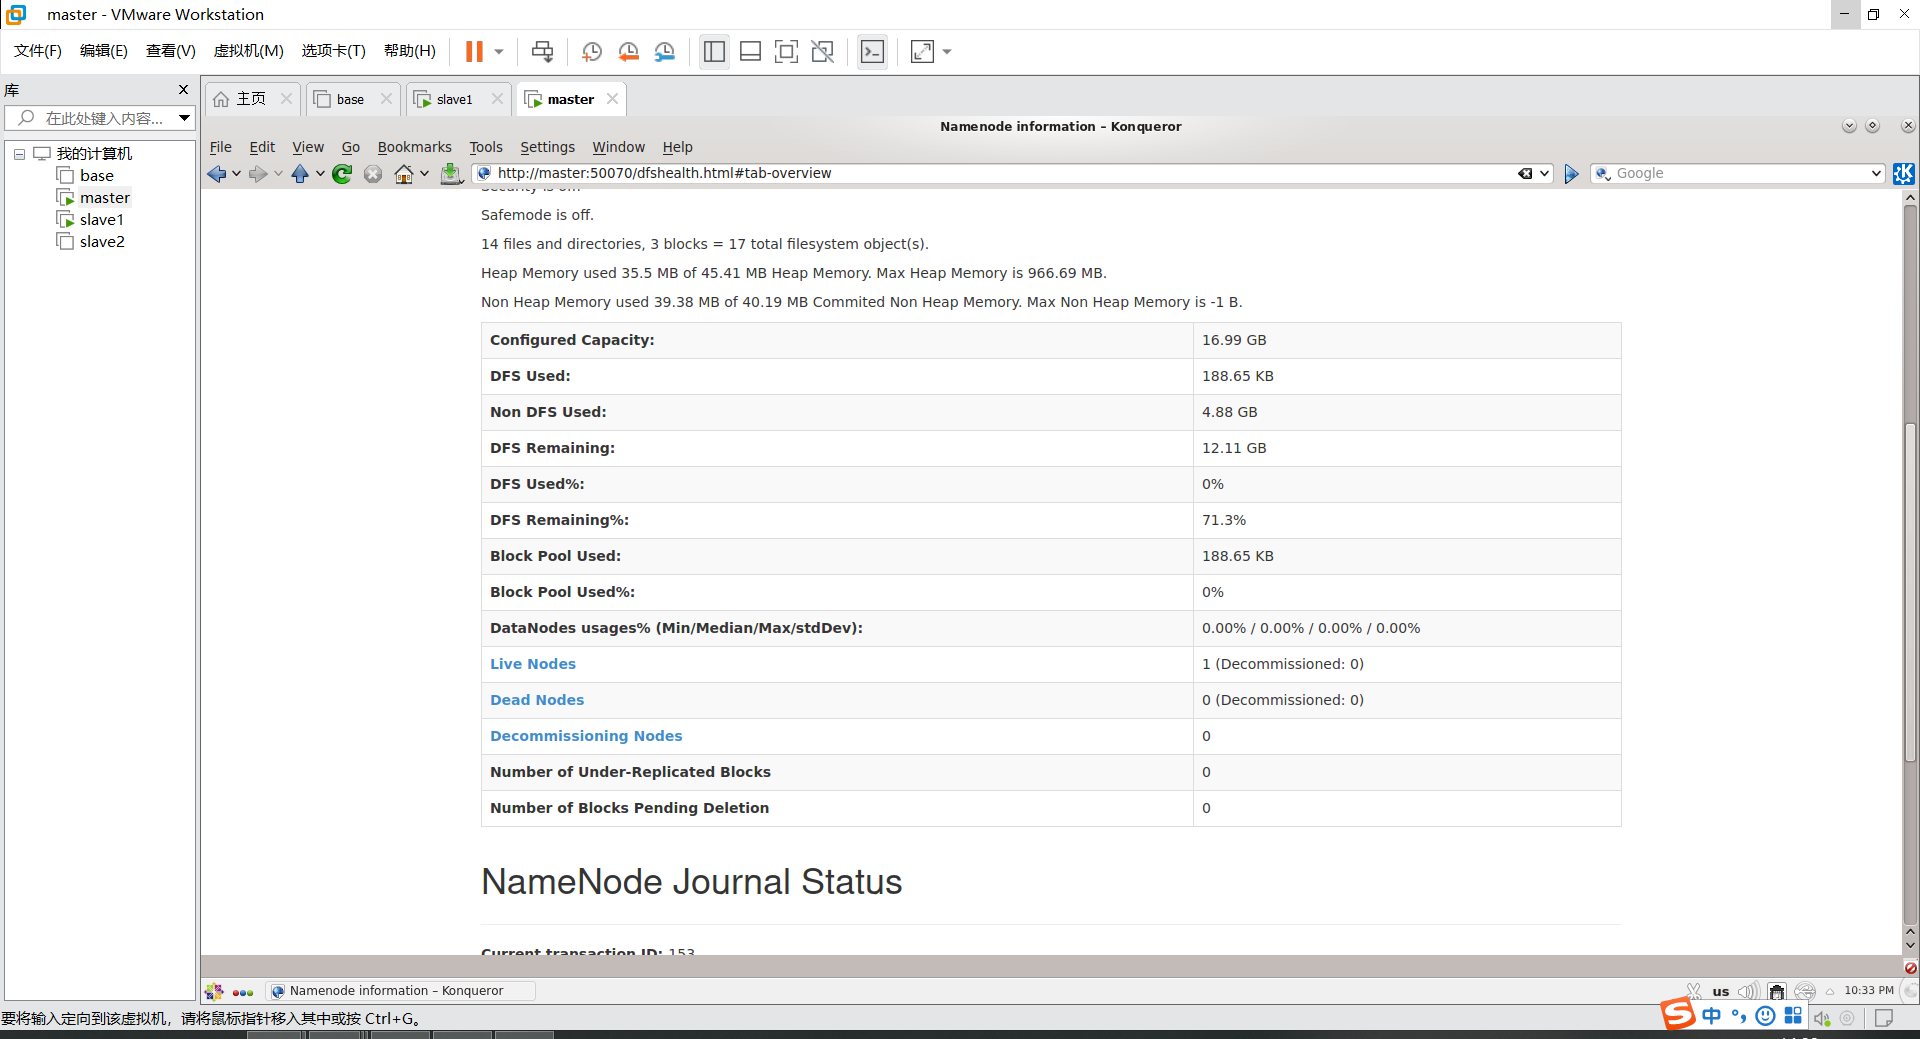 master - VMware Workstation
文件(F) 编辑(E) 查看(V) 虚拟机(M) 选项卡(T) 帮助(H)
库
在此处键入内容...
我的计算机
base
master
slave1
slave2
主页 base slave1 master
Namenode information – Konqueror
File Edit View Go Bookmarks Tools Settings Window Help
http://master:50070/dfshealth.html#tab-overview Google
Security is off.
Safemode is off.
14 files and directories, 3 blocks = 17 total filesystem object(s).
Heap Memory used 35.5 MB of 45.41 MB Heap Memory. Max Heap Memory is 966.69 MB.
Non Heap Memory used 39.38 MB of 40.19 MB Commited Non Heap Memory. Max Non Heap Memory is -1 B.
Configured Capacity: 16.99 GB
DFS Used: 188.65 KB
Non DFS Used: 4.88 GB
DFS Remaining: 12.11 GB
DFS Used%: 0%
DFS Remaining%: 71.3%
Block Pool Used: 188.65 KB
Block Pool Used%: 0%
DataNodes usages% (Min/Median/Max/stdDev): 0.00% / 0.00% / 0.00% / 0.00%
Live Nodes 1 (Decommissioned: 0)
Dead Nodes 0 (Decommissioned: 0)
Decommissioning Nodes 0
Number of Under-Replicated Blocks 0
Number of Blocks Pending Deletion 0
NameNode Journal Status
Current transaction ID: 153
Namenode information – Konqueror
us 10:33 PM
要将输入定向到该虚拟机，请将鼠标指针移入其中或按 Ctrl+G。
中